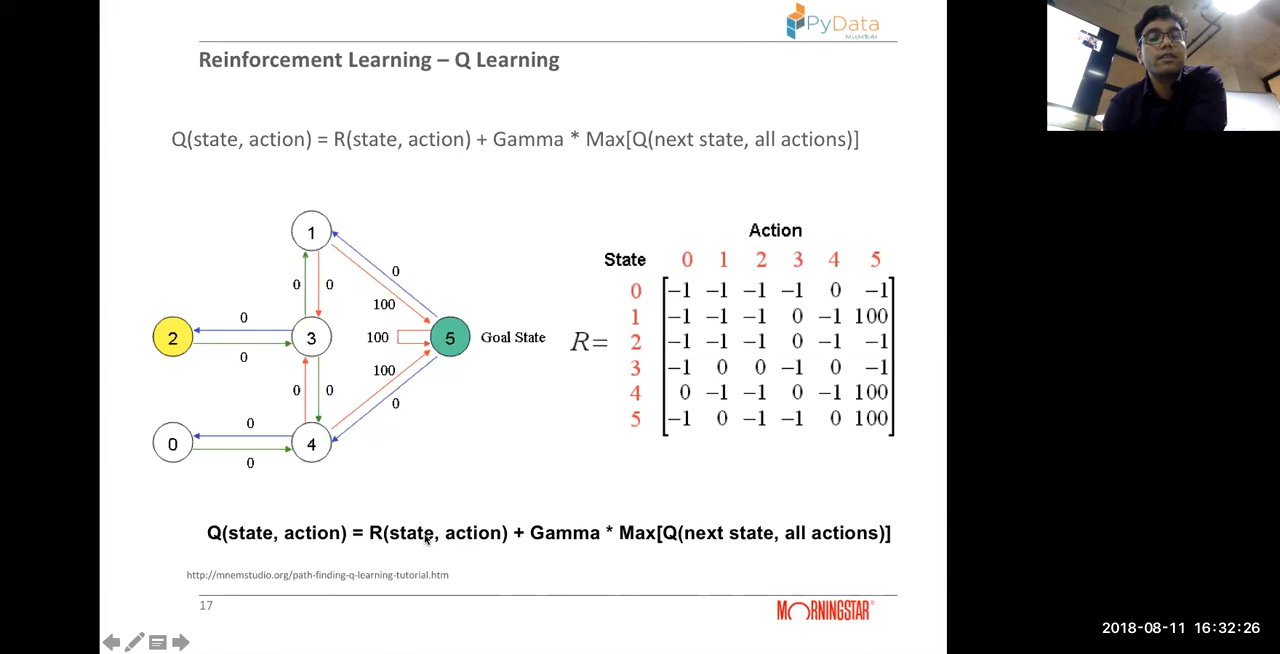 PyData
MUMBAI
Reinforcement Learning – Q Learning
Q(state, action) = R(state, action) + Gamma * Max[Q(next state, all actions)]
1
0
100
0
0
0
2
0
3
100
5
Goal State
0
100
0
0
0
0
0
4
0
Action
State 0 1 2 3 4 5
0 −1 −1 −1 −1 0 −1
1 −1 −1 −1 0 −1 100
R= 2 −1 −1 −1 0 −1 −1
3 −1 0 0 −1 0 −1
4 0 −1 −1 0 −1 100
5 −1 0 −1 −1 0 100
Q(state, action) = R(state, action) + Gamma * Max[Q(next state, all actions)]
http://mnemstudio.org/path-finding-q-learning-tutorial.htm
17
MORNINGSTAR®
2018-08-11 16:32:26